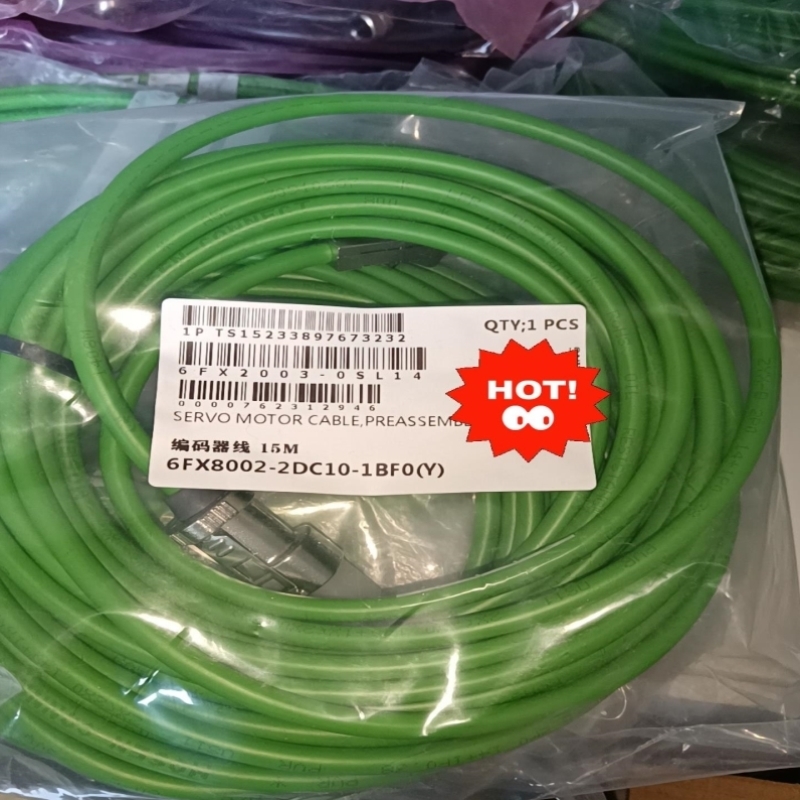 1P TS15233897673232
QTY;1 PCS
6FX2003-0SL14
HOT!
0000762312946
SERVO MOTOR CABLE,PREASSEMB
编码器线 15M
6FX8002-2DC10-1BF0(Y)